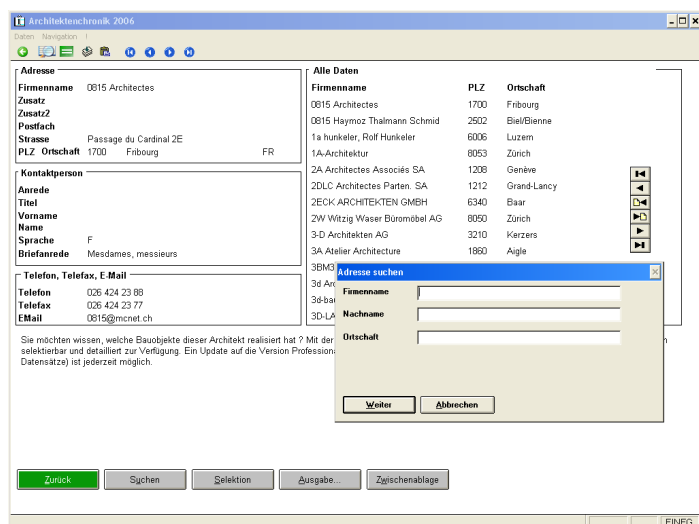 Architektenchronik 2006
Daten Navigation !
Adresse
Firmenname 0815 Architectes
Zusatz
Zusatz2
Postfach
Strasse Passage du Cardinal 2E
PLZ Ortschaft 1700 Fribourg FR
Kontaktperson
Anrede
Titel
Vorname
Name
Sprache F
Briefanrede Mesdames, messieurs
Telefon, Telefax, E-Mail
Telefon 026 424 23 88
Telefax 026 424 23 77
EMail 0815@mcnet.ch
Alle Daten
Firmenname PLZ Ortschaft
0815 Architectes 1700 Fribourg
0815 Haymoz Thalmann Schmid 2502 Biel/Bienne
1a hunkeler, Rolf Hunkeler 6006 Luzern
1A-Architektur 8053 Zürich
2A Architectes Associés SA 1208 Genève
2DLC Architectes Parten. SA 1212 Grand-Lancy
2ECK ARCHITEKTEN GMBH 6340 Baar
2W Witzig Waser Büromöbel AG 8050 Zürich
3-D Architekten AG 3210 Kerzers
3A Atelier Architecture 1860 Aigle
3BM3
3d Arc
3d-bau
3D-LA
Adresse suchen
Firmenname
Nachname
Ortschaft
Weiter Abbrechen
Sie möchten wissen, welche Bauobjekte dieser Architekt realisiert hat ? Mit der n
selektierbar und detailliert zur Verfügung. Ein Update auf die Version Profession
Datensätze) ist jederzeit möglich.
Zurück Suchen Selektion Ausgabe... Zwischenablage
EINFG